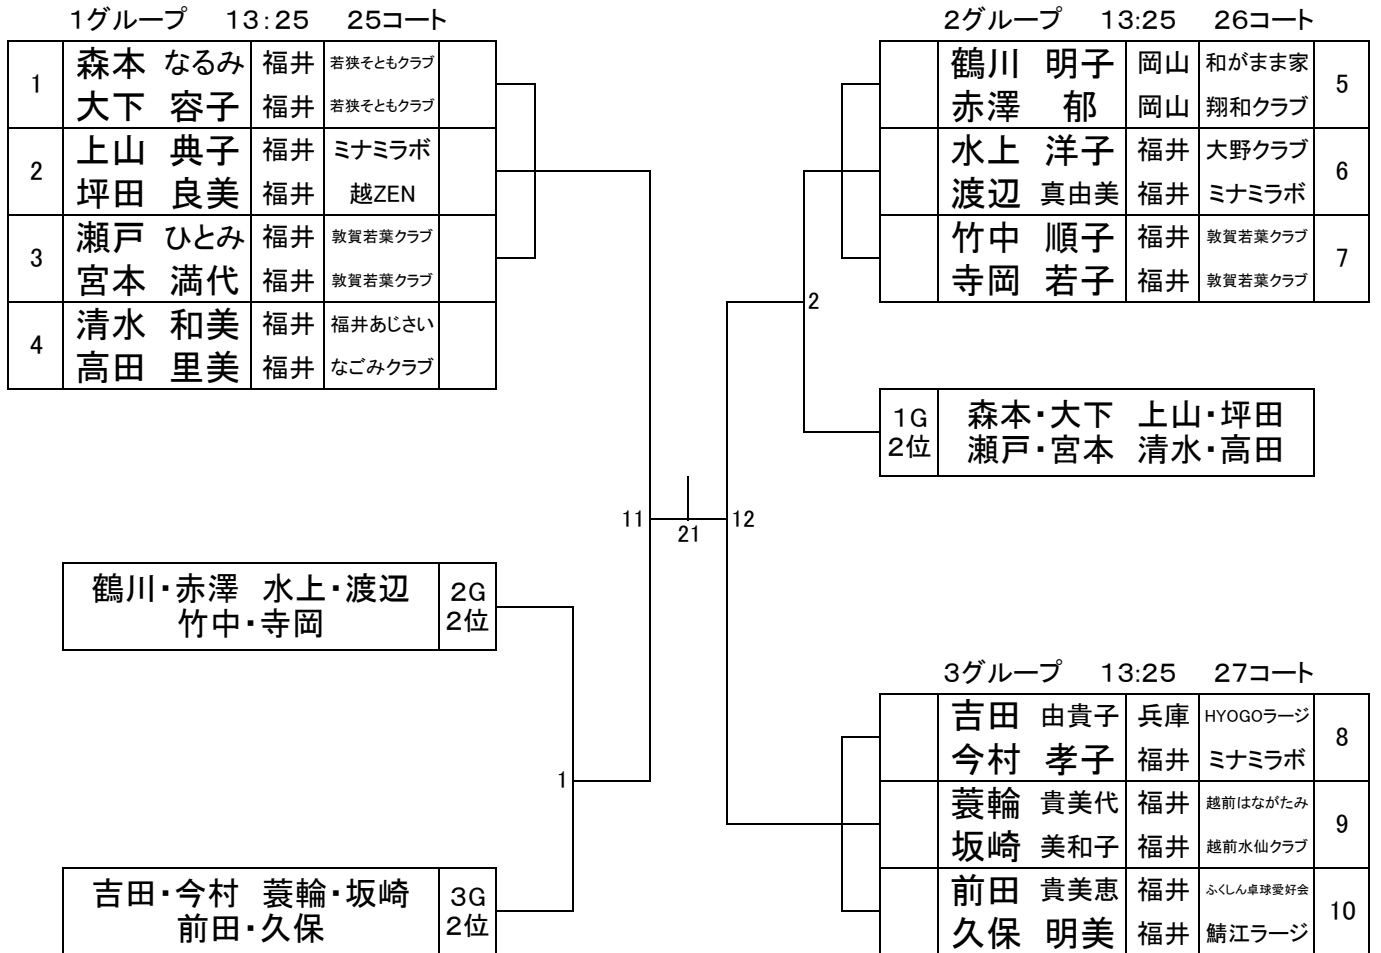 1グループ 13:25 25コート
1
森本 なるみ 福井 若狭そともクラブ
大下 容子 福井 若狭そともクラブ
2
上山 典子 福井 ミナミラボ
坪田 良美 福井 越ZEN
3
瀬戸 ひとみ 福井 敦賀若葉クラブ
宮本 満代 福井 敦賀若葉クラブ
4
清水 和美 福井 福井あじさい
高田 里美 福井 なごみクラブ
2グループ 13:25 26コート
鶴川 明子 岡山 和がまま家
赤澤 郁 岡山 翔和クラブ
5
水上 洋子 福井 大野クラブ
渡辺 真由美 福井 ミナミラボ
6
竹中 順子 福井 敦賀若葉クラブ
寺岡 若子 福井 敦賀若葉クラブ
7
2
1G
2位
森本・大下 上山・坪田
瀬戸・宮本 清水・高田
11
21
12
鶴川・赤澤 水上・渡辺
竹中・寺岡
2G
2位
1
吉田・今村 蓑輪・坂崎
前田・久保
3G
2位
3グループ 13:25 27コート
吉田 由貴子 兵庫 HYOGOラージ
今村 孝子 福井 ミナミラボ
8
蓑輪 貴美代 福井 越前はながたみ
坂崎 美和子 福井 越前水仙クラブ
9
前田 貴美恵 福井 ふくしん卓球愛好会
久保 明美 福井 鯖江ラージ
10